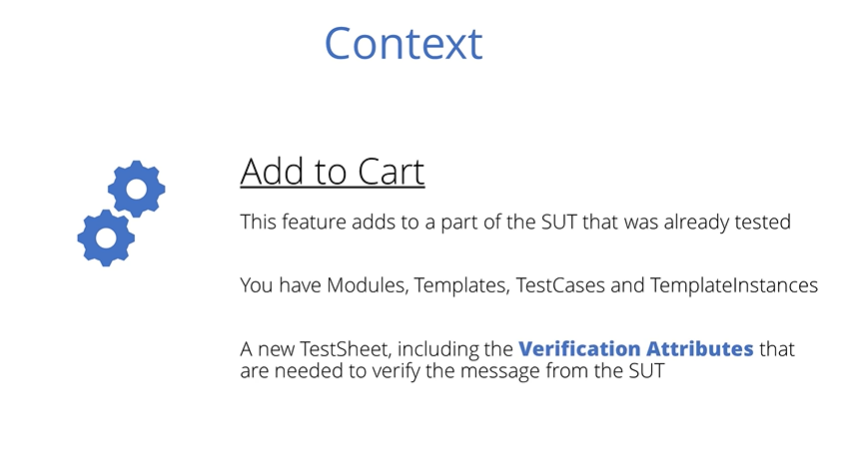 Context
Add to Cart
This feature adds to a part of the SUT that was already tested
You have Modules, Templates, TestCases and TemplateInstances
A new TestSheet, including the Verification Attributes that
are needed to verify the message from the SUT